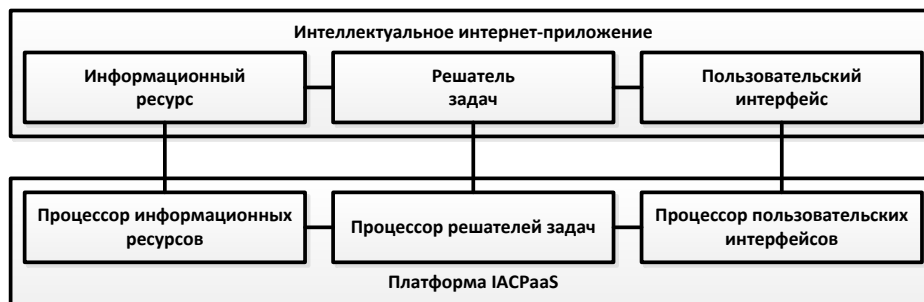 Интеллектуальное интернет-приложение
Информационный
ресурс
Решатель
задач
Пользовательский
интерфейс
Процессор информационных
ресурсов
Процессор решателей задач
Процессор пользовательских
интерфейсов
Платформа IACPaaS